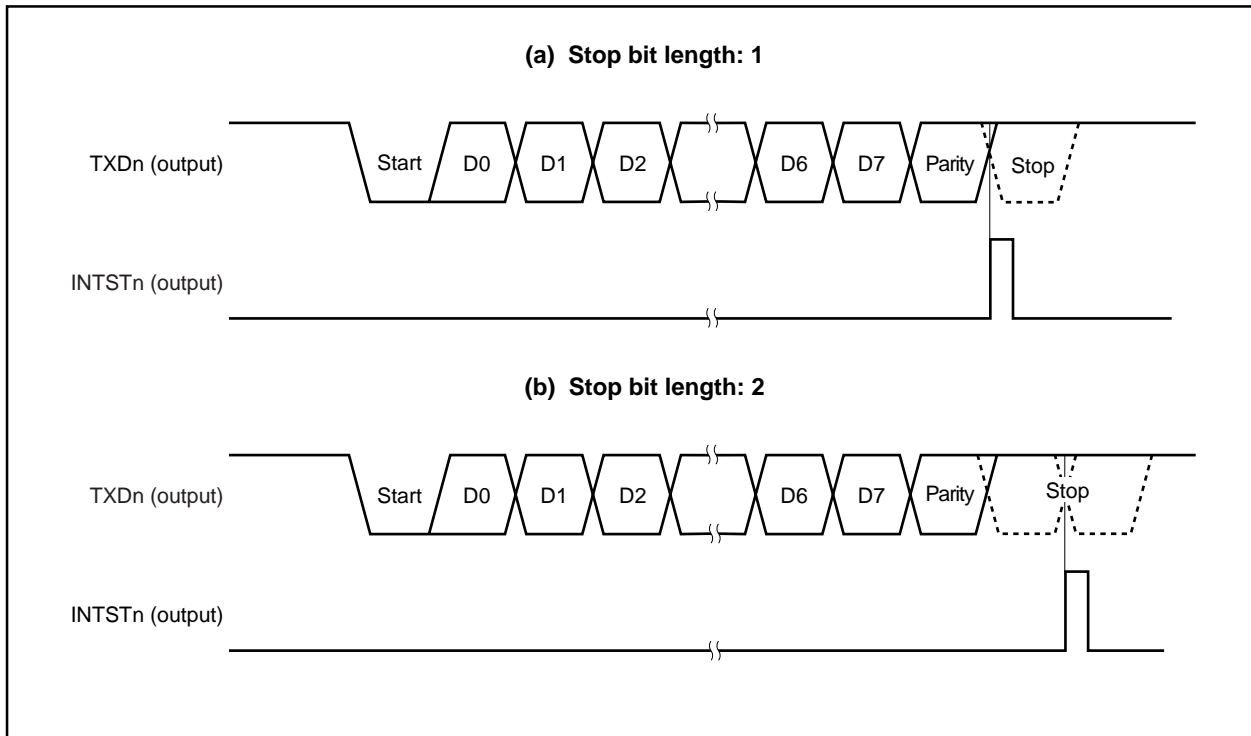 (a) Stop bit length: 1
TXDn (output) Start D0 D1 D2 D6 D7 Parity Stop
INTSTn (output)
(b) Stop bit length: 2
TXDn (output) Start D0 D1 D2 D6 D7 Parity Stop
INTSTn (output)